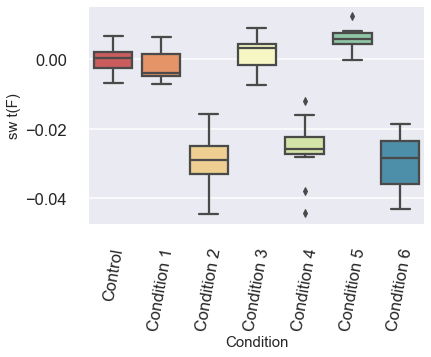 0.00
−0.02
−0.04
sw t(F)
Control
Condition 1
Condition 2
Condition 3
Condition 4
Condition 5
Condition 6
Condition